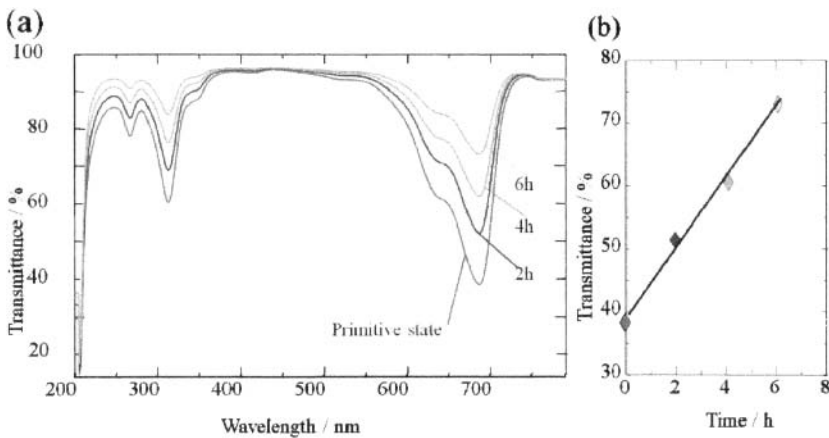 (a)
100
80
60
40
20
Transmittance / %
200
300
400
500
600
700
Wavelength / nm
6h
4h
2h
Primitive state
(b)
80
70
60
50
40
30
Transmittance / %
0
2
4
6
8
Time / h